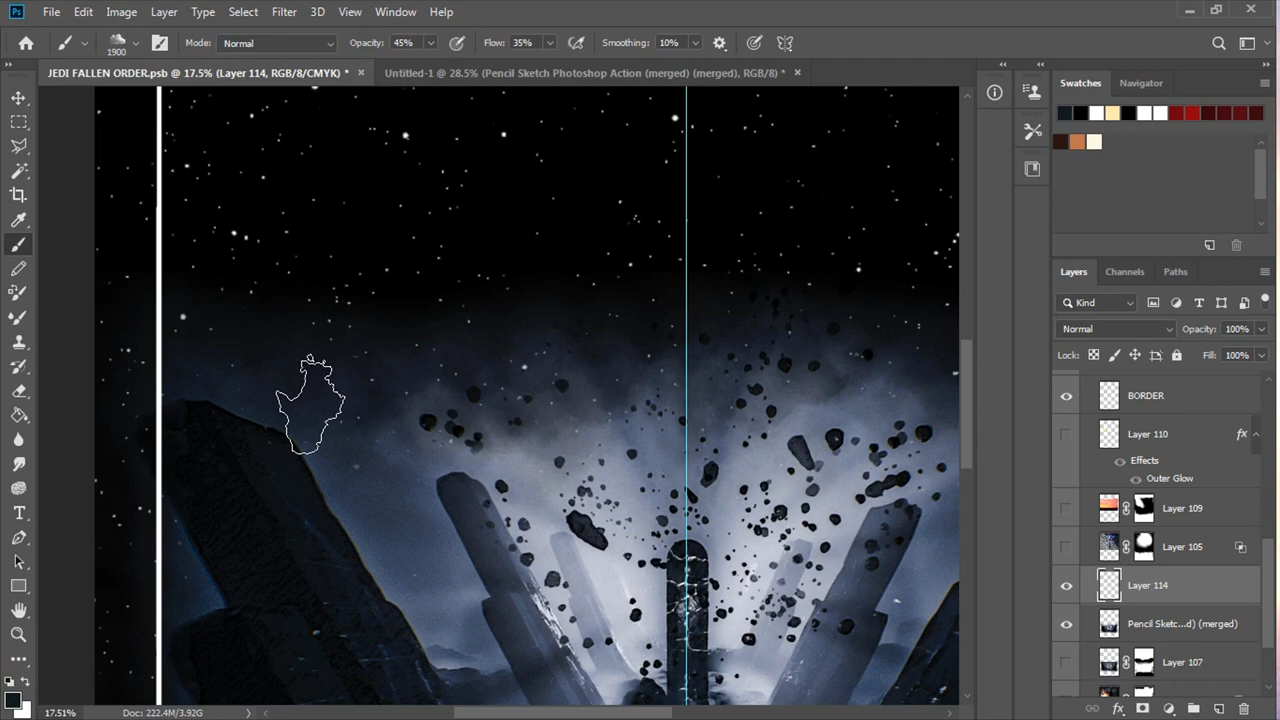 Ps File Edit Image Layer Type Select Filter 3D View Window Help
1900 Mode: Normal Opacity: 45% Flow: 35% Smoothing: 10%
JEDI FALLEN ORDER.psb @ 17.5% (Layer 114, RGB/8/CMYK) * Untitled-1 @ 28.5% (Pencil Sketch Photoshop Action (merged) (merged), RGB/8) *
Swatches Navigator
Layers Channels Paths
Kind
Normal Opacity: 100%
Lock: Fill: 100%
BORDER
Layer 110 fx
Effects
Outer Glow
Layer 109
Layer 105
Layer 114
Pencil Sketc...d) (merged)
Layer 107
17.51% Doc: 222.4M/3.92G